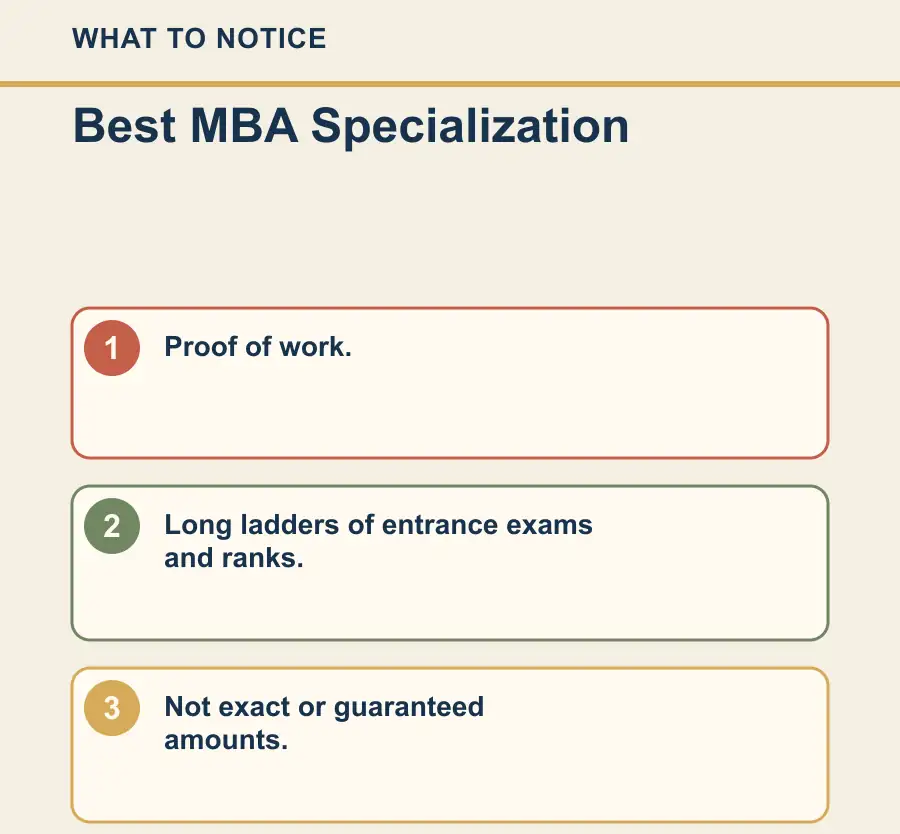 WHAT TO NOTICE
Best MBA Specialization
1
Proof of work.
2
Long ladders of entrance exams
and ranks.
3
Not exact or guaranteed
amounts.